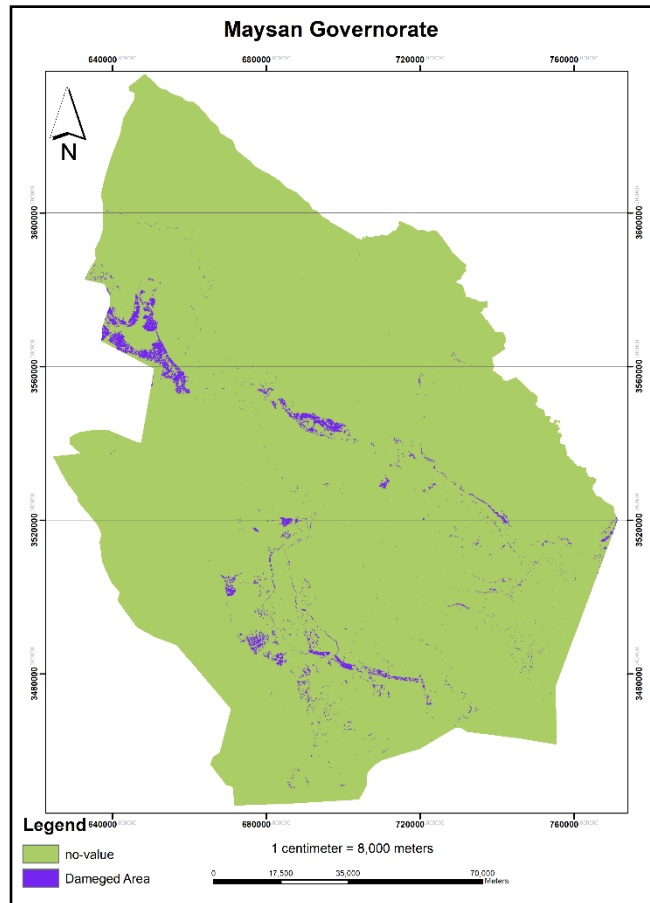 Maysan Governorate
640000 680000 720000 760000
N
3600000 3600000
3560000 3560000
3520000 3520000
3480000 3480000
640000 680000 720000 760000
Legend
no-value
Dameged Area
1 centimeter = 8,000 meters
0 17,500 35,000 70,000
Meters